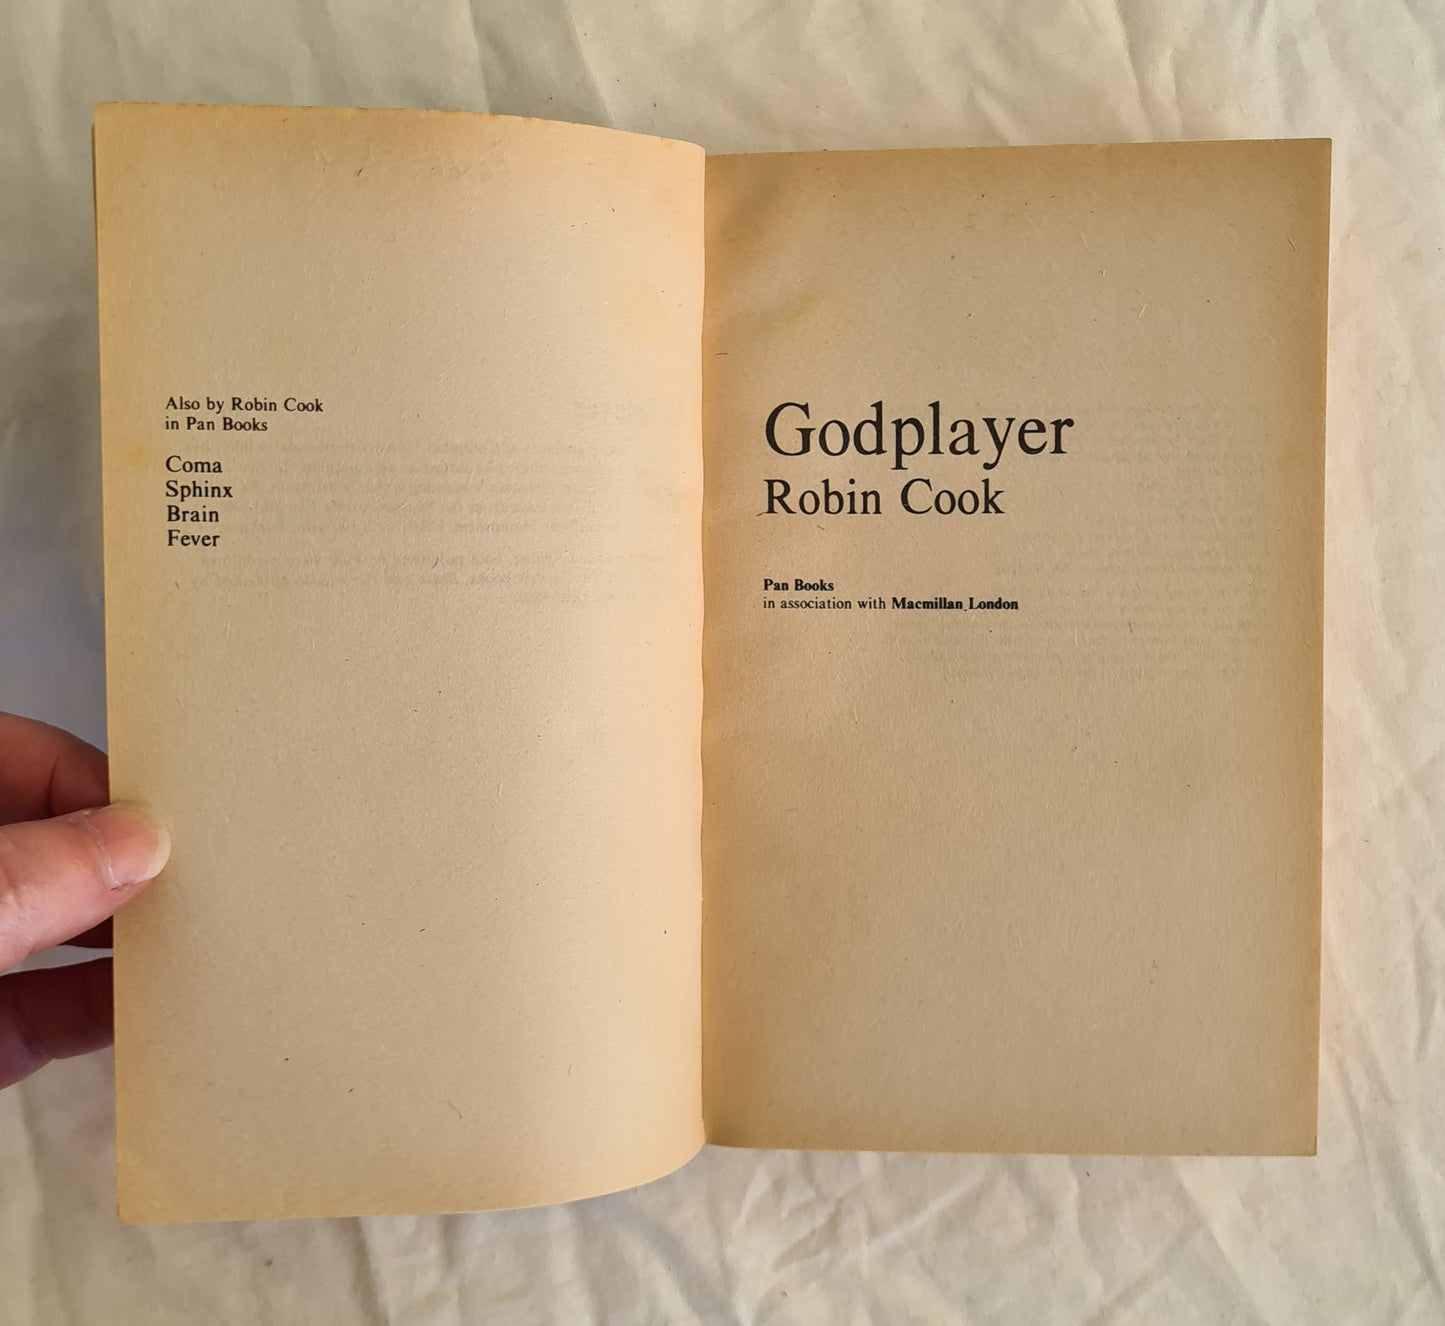 Also by Robin Cook
in Pan Books
Coma
Sphinx
Brain
Fever
Godplayer
Robin Cook
Pan Books
in association with Macmillan London